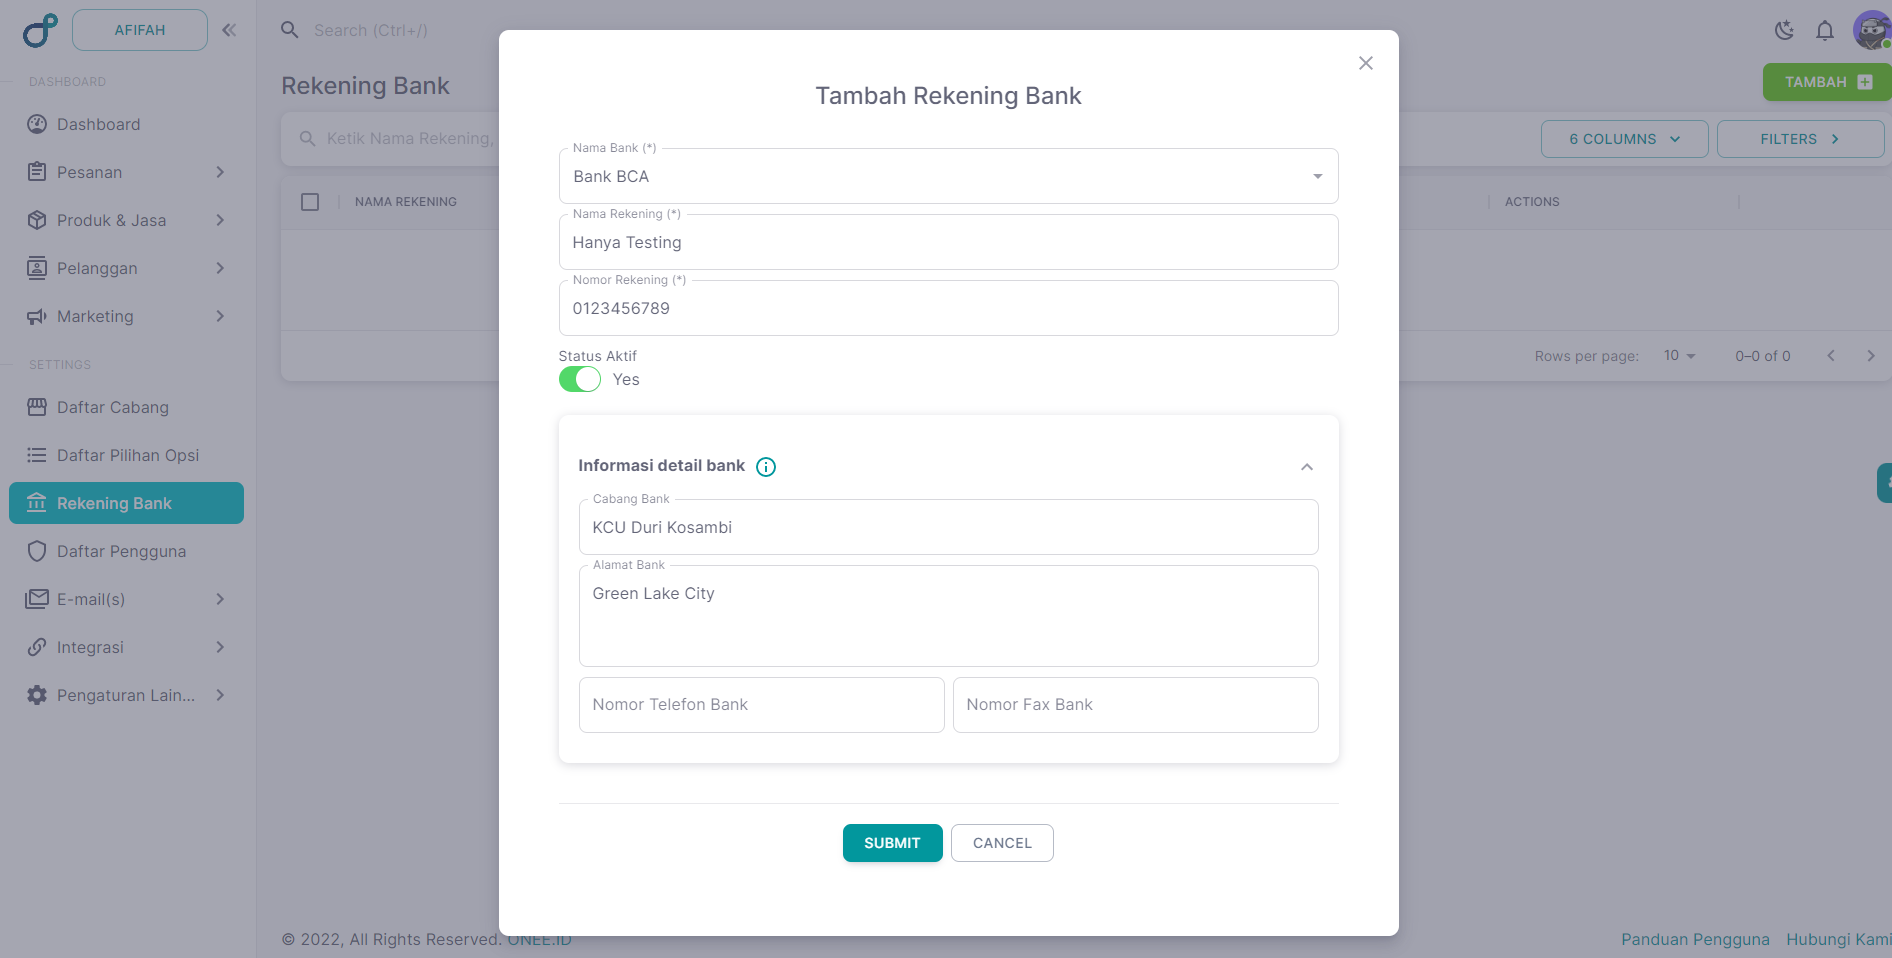 AFIFAH
Search (Ctrl+/)
DASHBOARD
Dashboard
Pesanan
Produk & Jasa
Pelanggan
Marketing
SETTINGS
Daftar Cabang
Daftar Pilihan Opsi
Rekening Bank
Daftar Pengguna
E-mail(s)
Integrasi
Pengaturan Lain...
Rekening Bank
TAMBAH
Ketik Nama Rekening,
6 COLUMNS
FILTERS
NAMA REKENING
ACTIONS
Rows per page: 10 0–0 of 0
Tambah Rekening Bank
Nama Bank (*)
Bank BCA
Nama Rekening (*)
Hanya Testing
Nomor Rekening (*)
0123456789
Status Aktif
Yes
Informasi detail bank
Cabang Bank
KCU Duri Kosambi
Alamat Bank
Green Lake City
Nomor Telefon Bank
Nomor Fax Bank
SUBMIT
CANCEL
© 2022, All Rights Reserved. ONEE.ID
Panduan Pengguna Hubungi Kami